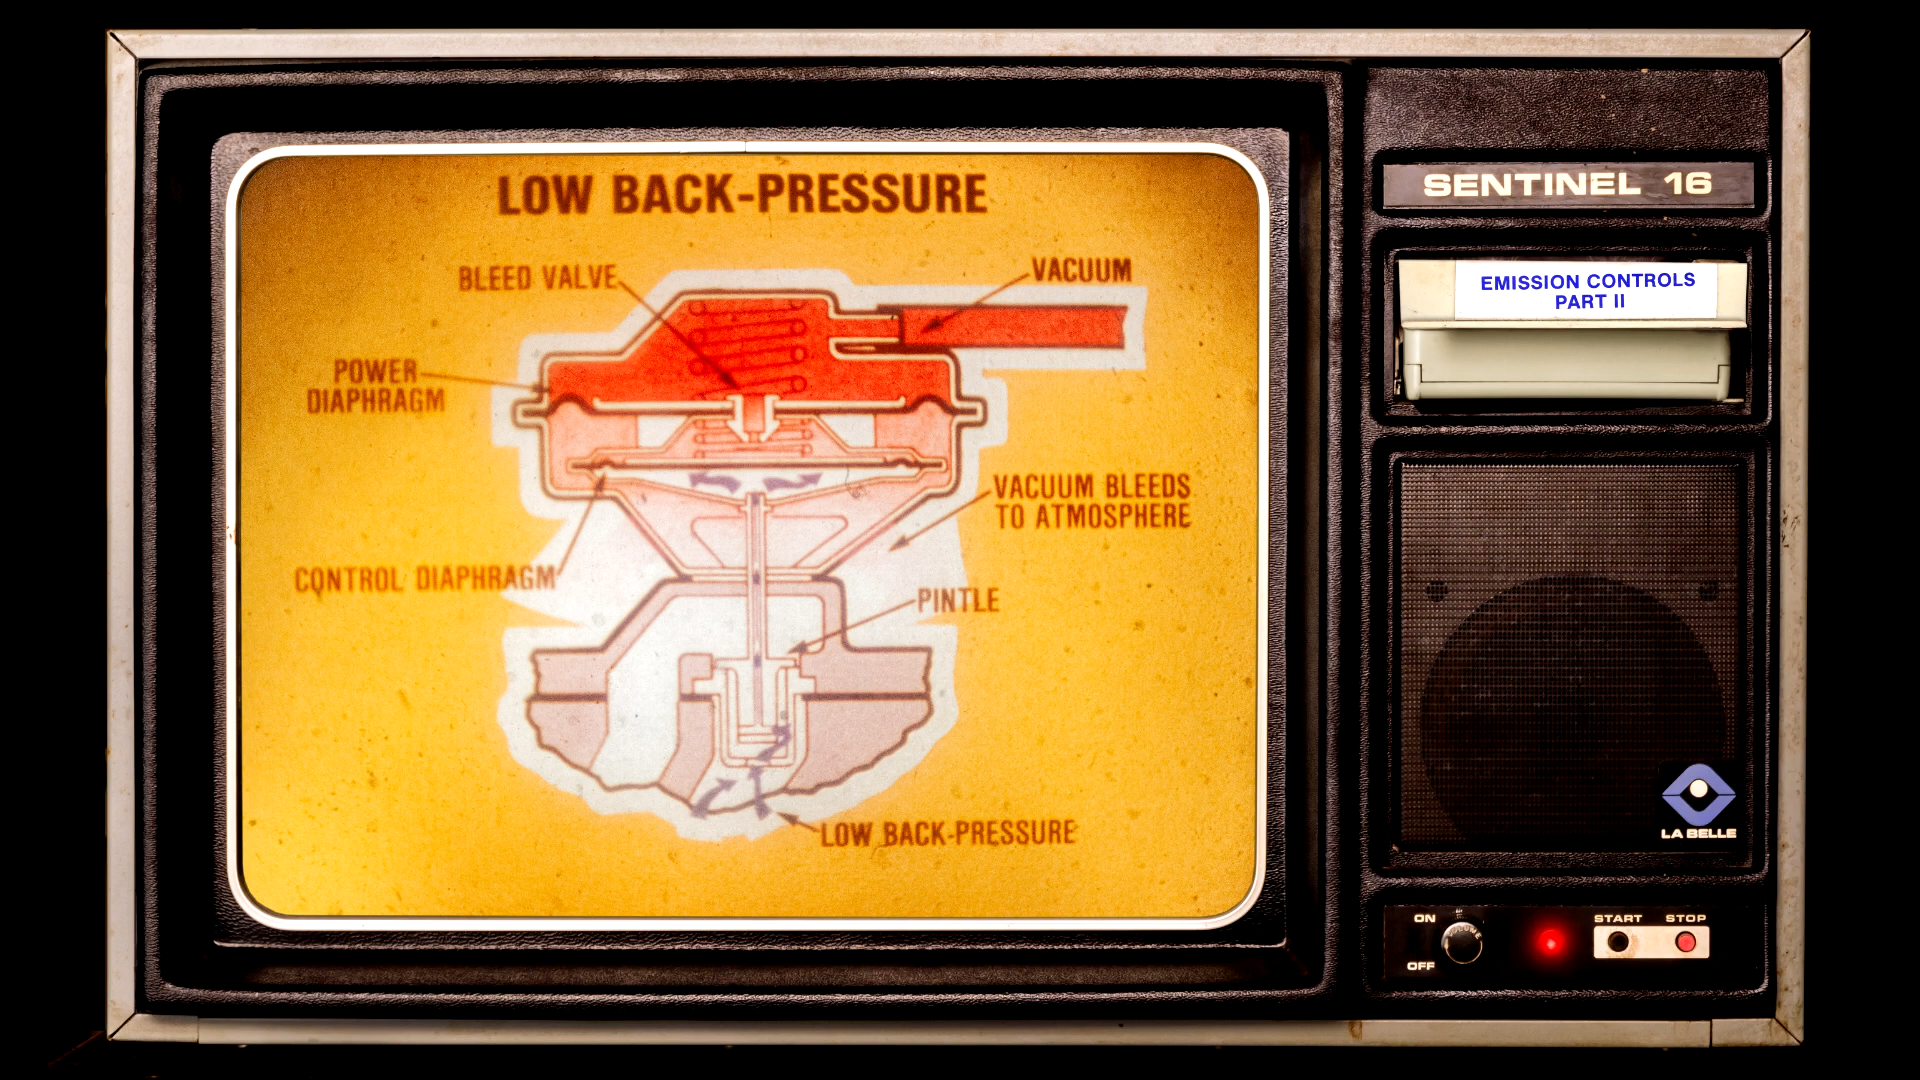 LOW BACK-PRESSURE
BLEED VALVE
VACUUM
POWER
DIAPHRAGM
VACUUM BLEEDS
TO ATMOSPHERE
CONTROL DIAPHRAGM
PINTLE
LOW BACK-PRESSURE
SENTINEL 16
EMISSION CONTROLS
PART II
LA BELLE
ON
OFF
VOLUME
START
STOP